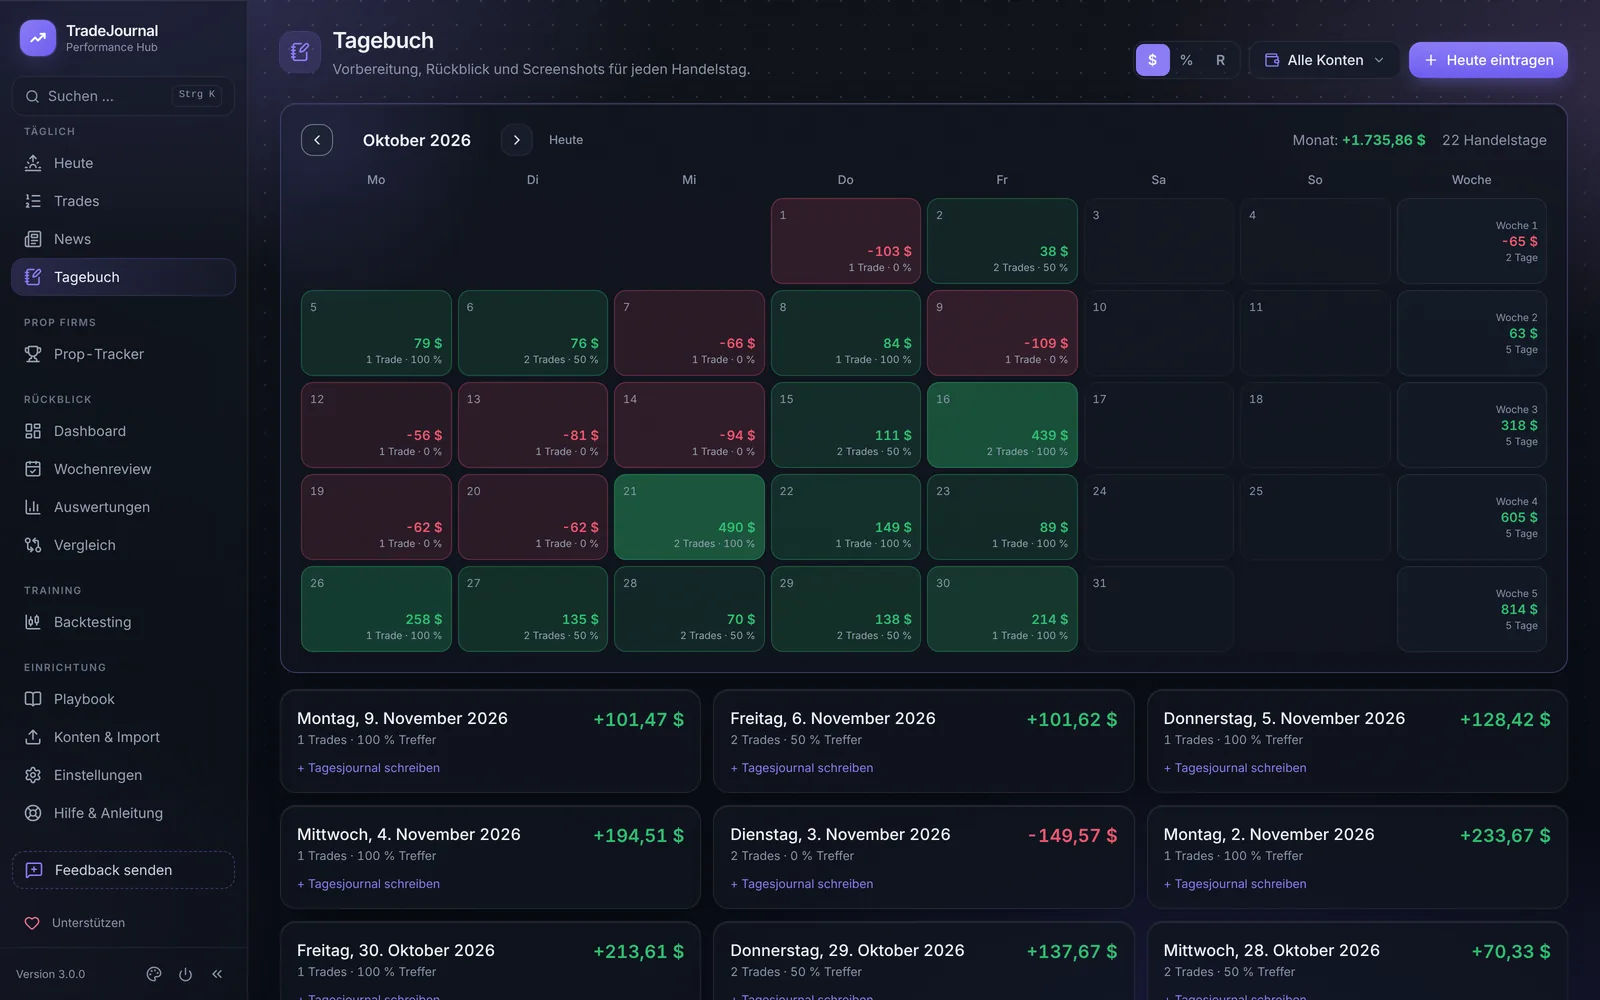 TradeJournal
Performance Hub
Suchen ...
Strg K
TÄGLICH
Heute
Trades
News
Tagebuch
PROP FIRMS
Prop-Tracker
RÜCKBLICK
Dashboard
Wochenreview
Auswertungen
Vergleich
TRAINING
Backtesting
EINRICHTUNG
Playbook
Konten & Import
Einstellungen
Hilfe & Anleitung
Feedback senden
Unterstützen
Version 3.0.0
Tagebuch
Vorbereitung, Rückblick und Screenshots für jeden Handelstag.
$ % R
Alle Konten
+ Heute eintragen
Oktober 2026
Heute
Monat: +1.735,86 $ 22 Handelstage
Mo Di Mi Do Fr Sa So Woche
1
-103 $
1 Trade · 0 %
2
38 $
2 Trades · 50 %
3
4
Woche 1
-65 $
2 Tage
5
79 $
1 Trade · 100 %
6
76 $
2 Trades · 50 %
7
-66 $
1 Trade · 0 %
8
84 $
1 Trade · 100 %
9
-109 $
1 Trade · 0 %
10
11
Woche 2
63 $
5 Tage
12
-56 $
1 Trade · 0 %
13
-81 $
1 Trade · 0 %
14
-94 $
1 Trade · 0 %
15
111 $
2 Trades · 50 %
16
439 $
2 Trades · 100 %
17
18
Woche 3
318 $
5 Tage
19
-62 $
1 Trade · 0 %
20
-62 $
1 Trade · 0 %
21
490 $
2 Trades · 100 %
22
149 $
1 Trade · 100 %
23
89 $
1 Trade · 100 %
24
25
Woche 4
605 $
5 Tage
26
258 $
1 Trade · 100 %
27
135 $
2 Trades · 50 %
28
70 $
2 Trades · 50 %
29
138 $
2 Trades · 50 %
30
214 $
1 Trade · 100 %
31
Woche 5
814 $
5 Tage
Montag, 9. November 2026
+101,47 $
1 Trades · 100 % Treffer
+ Tagesjournal schreiben
Freitag, 6. November 2026
+101,62 $
2 Trades · 50 % Treffer
+ Tagesjournal schreiben
Donnerstag, 5. November 2026
+128,42 $
1 Trades · 100 % Treffer
+ Tagesjournal schreiben
Mittwoch, 4. November 2026
+194,51 $
1 Trades · 100 % Treffer
+ Tagesjournal schreiben
Dienstag, 3. November 2026
-149,57 $
2 Trades · 0 % Treffer
+ Tagesjournal schreiben
Montag, 2. November 2026
+233,67 $
1 Trades · 100 % Treffer
+ Tagesjournal schreiben
Freitag, 30. Oktober 2026
+213,61 $
1 Trades · 100 % Treffer
+ Tagesjournal schreiben
Donnerstag, 29. Oktober 2026
+137,67 $
2 Trades · 50 % Treffer
+ Tagesjournal schreiben
Mittwoch, 28. Oktober 2026
+70,33 $
2 Trades · 50 % Treffer
+ Tagesjournal schreiben